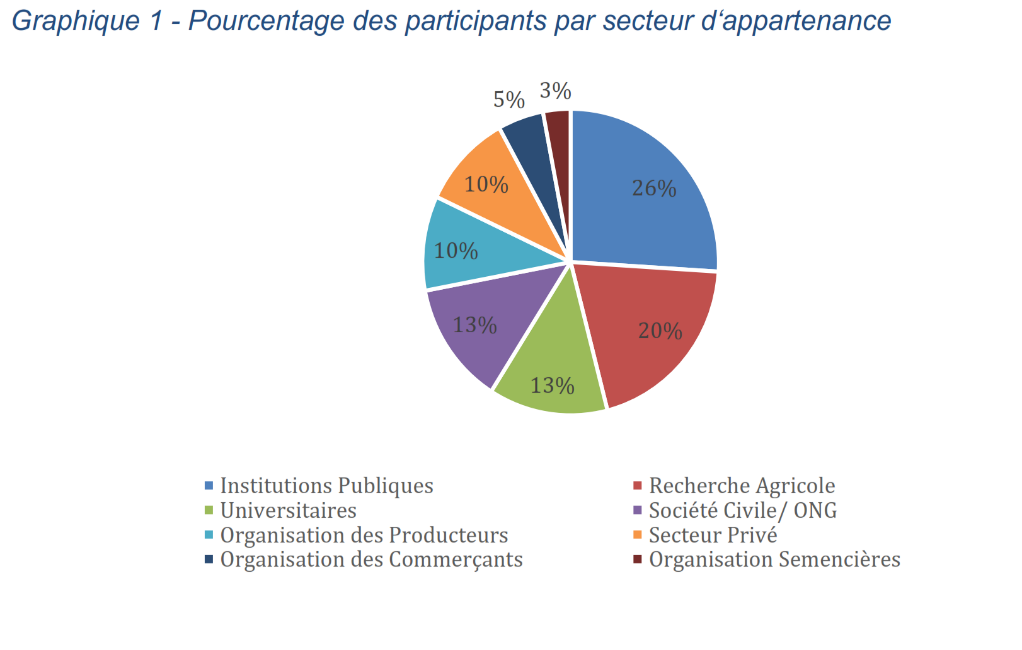 Graphique 1 - Pourcentage des participants par secteur d‘appartenance
5%
3%
26%
10%
10%
13%
20%
13%
Institutions Publiques
Recherche Agricole
Universitaires
Société Civile/ ONG
Organisation des Producteurs
Secteur Privé
Organisation des Commerçants
Organisation Semencières